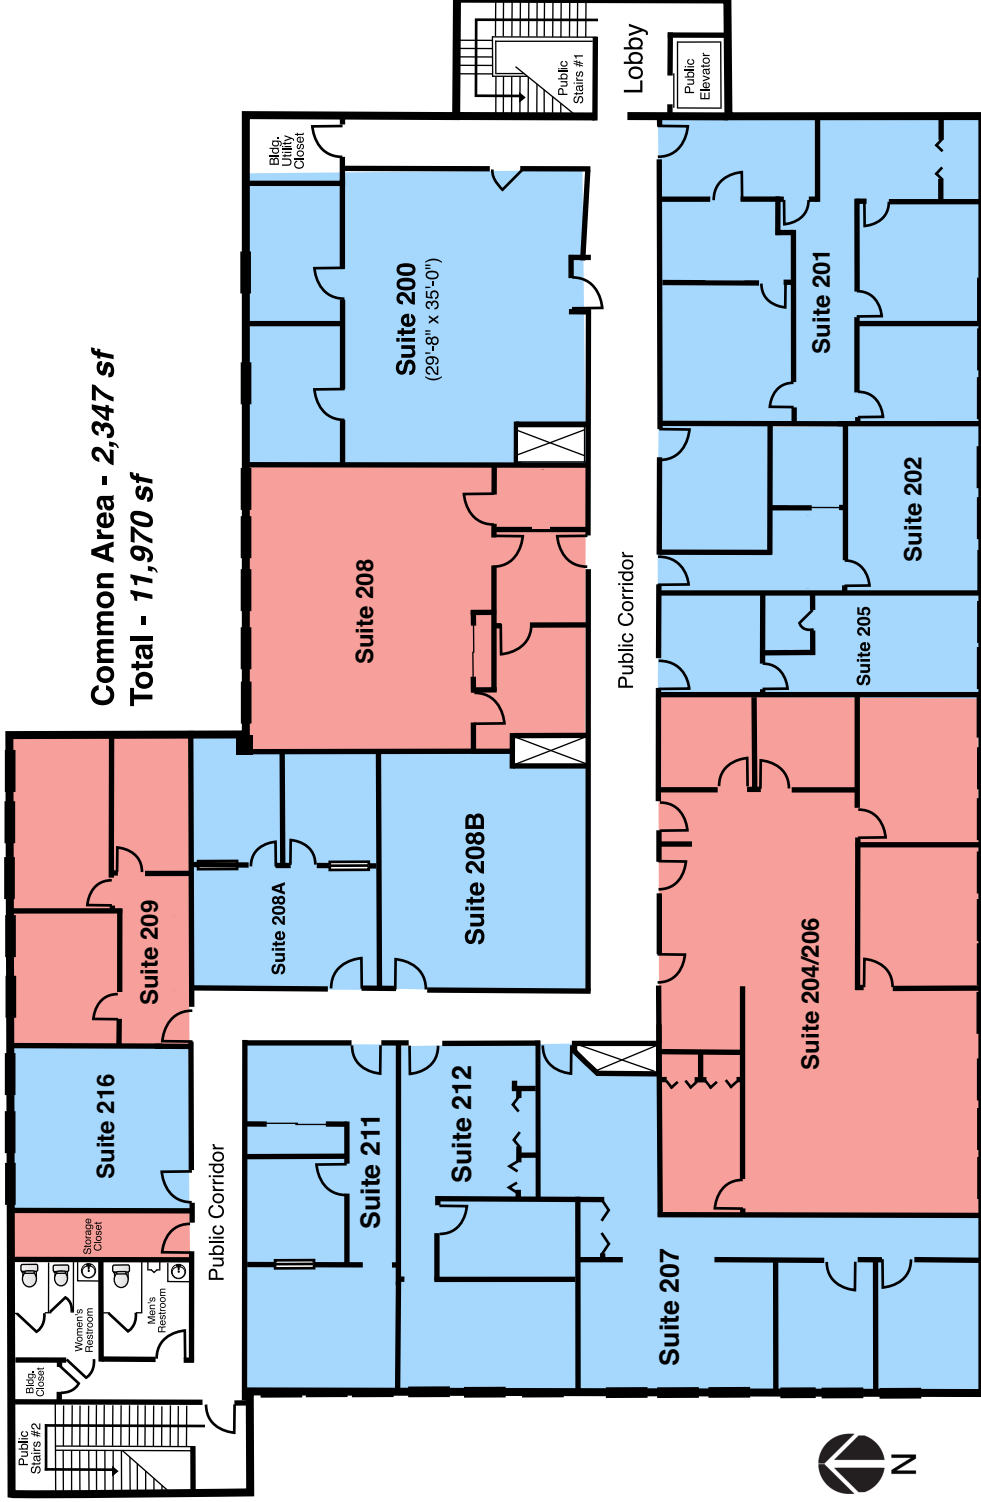 Common Area - 2,347 sf
Total - 11,970 sf
Public
Stairs #1
Lobby
Public
Elevator
Bldg.
Utility
Closet
Suite 200
(29'-8" x 35'-0")
Suite 201
Suite 202
Suite 205
Suite 208
Public Corridor
Suite 204/206
Suite 208B
Suite 208A
Suite 209
Suite 216
Storage
Closet
Public Corridor
Suite 211
Suite 212
Suite 207
Women's
Restroom
Men's
Restroom
Bldg.
Closet
Public
Stairs #2
N